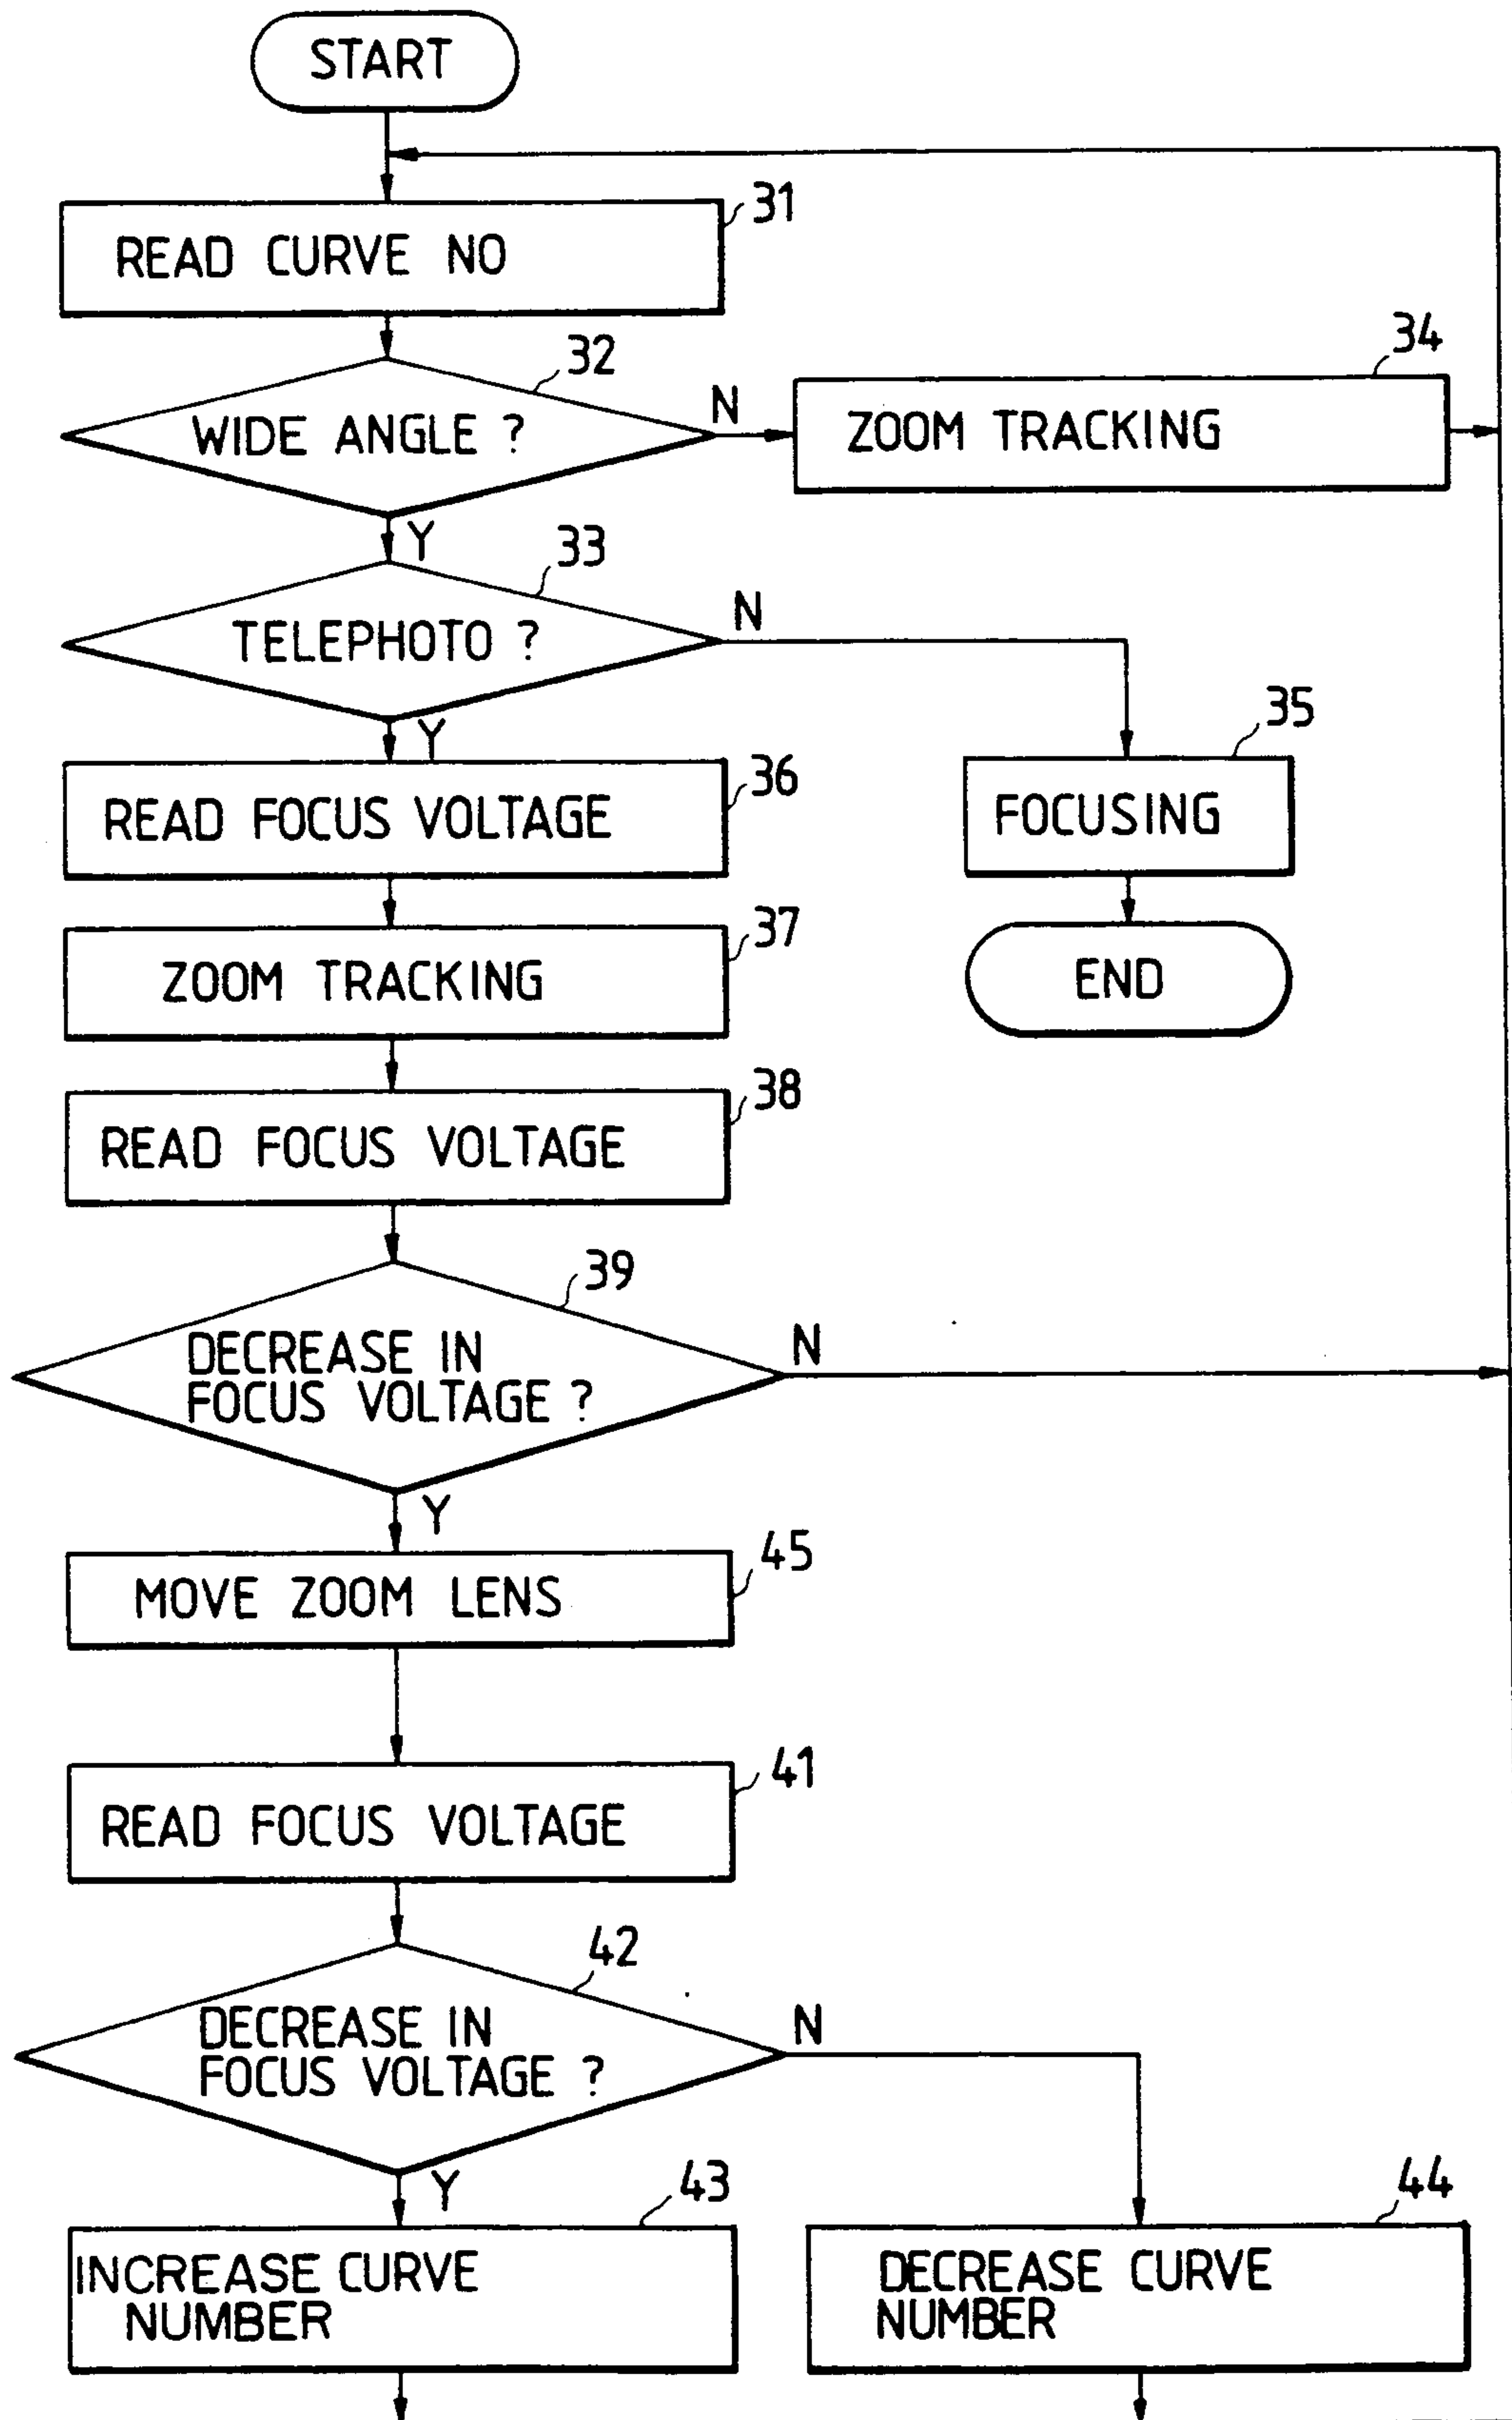 START
31
READ CURVE NO
32
WIDE ANGLE ?
N
34
ZOOM TRACKING
Y
33
TELEPHOTO ?
N
Y
35
FOCUSING
36
READ FOCUS VOLTAGE
37
ZOOM TRACKING
END
38
READ FOCUS VOLTAGE
39
DECREASE IN
FOCUS VOLTAGE ?
N
Y
45
MOVE ZOOM LENS
41
READ FOCUS VOLTAGE
42
DECREASE IN
FOCUS VOLTAGE ?
N
Y
43
INCREASE CURVE
NUMBER
44
DECREASE CURVE
NUMBER